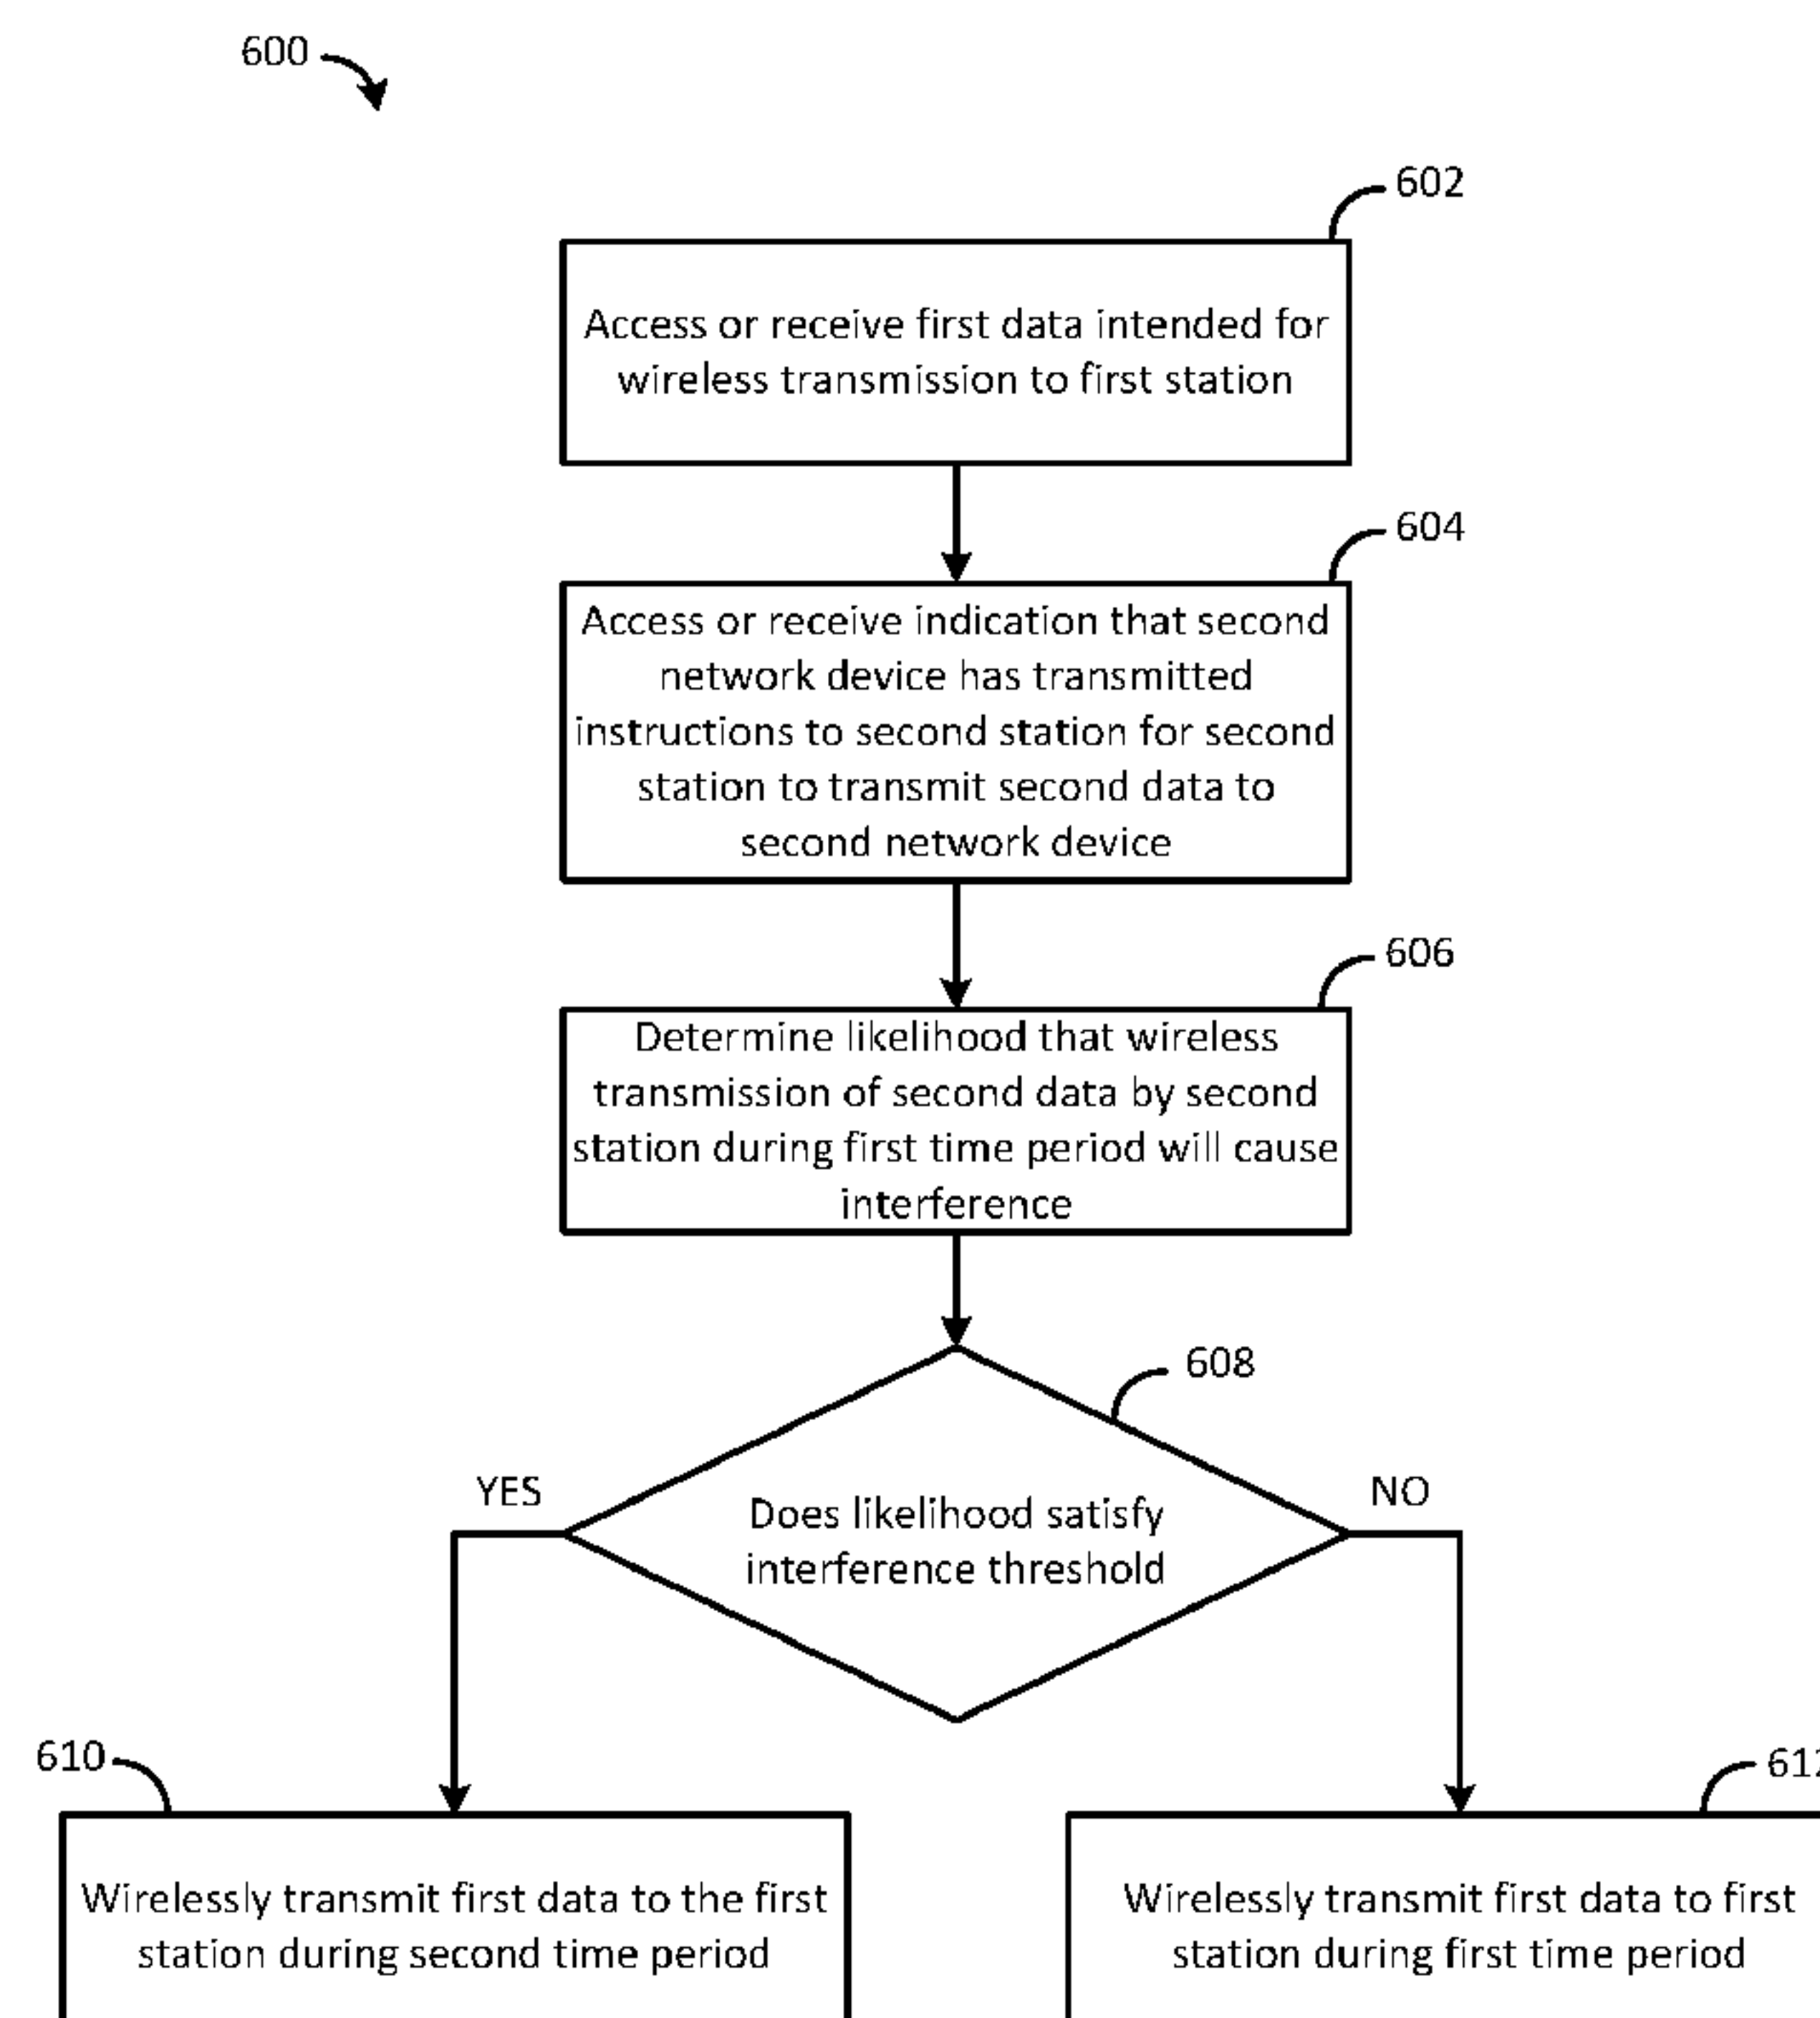 600
602
Access or receive first data intended for
wireless transmission to first station
604
Access or receive indication that second
network device has transmitted
instructions to second station for second
station to transmit second data to
second network device
606
Determine likelihood that wireless
transmission of second data by second
station during first time period will cause
interference
608
YES
NO
Does likelihood satisfy
interference threshold
610
612
Wirelessly transmit first data to the first
station during second time period
Wirelessly transmit first data to first
station during first time period